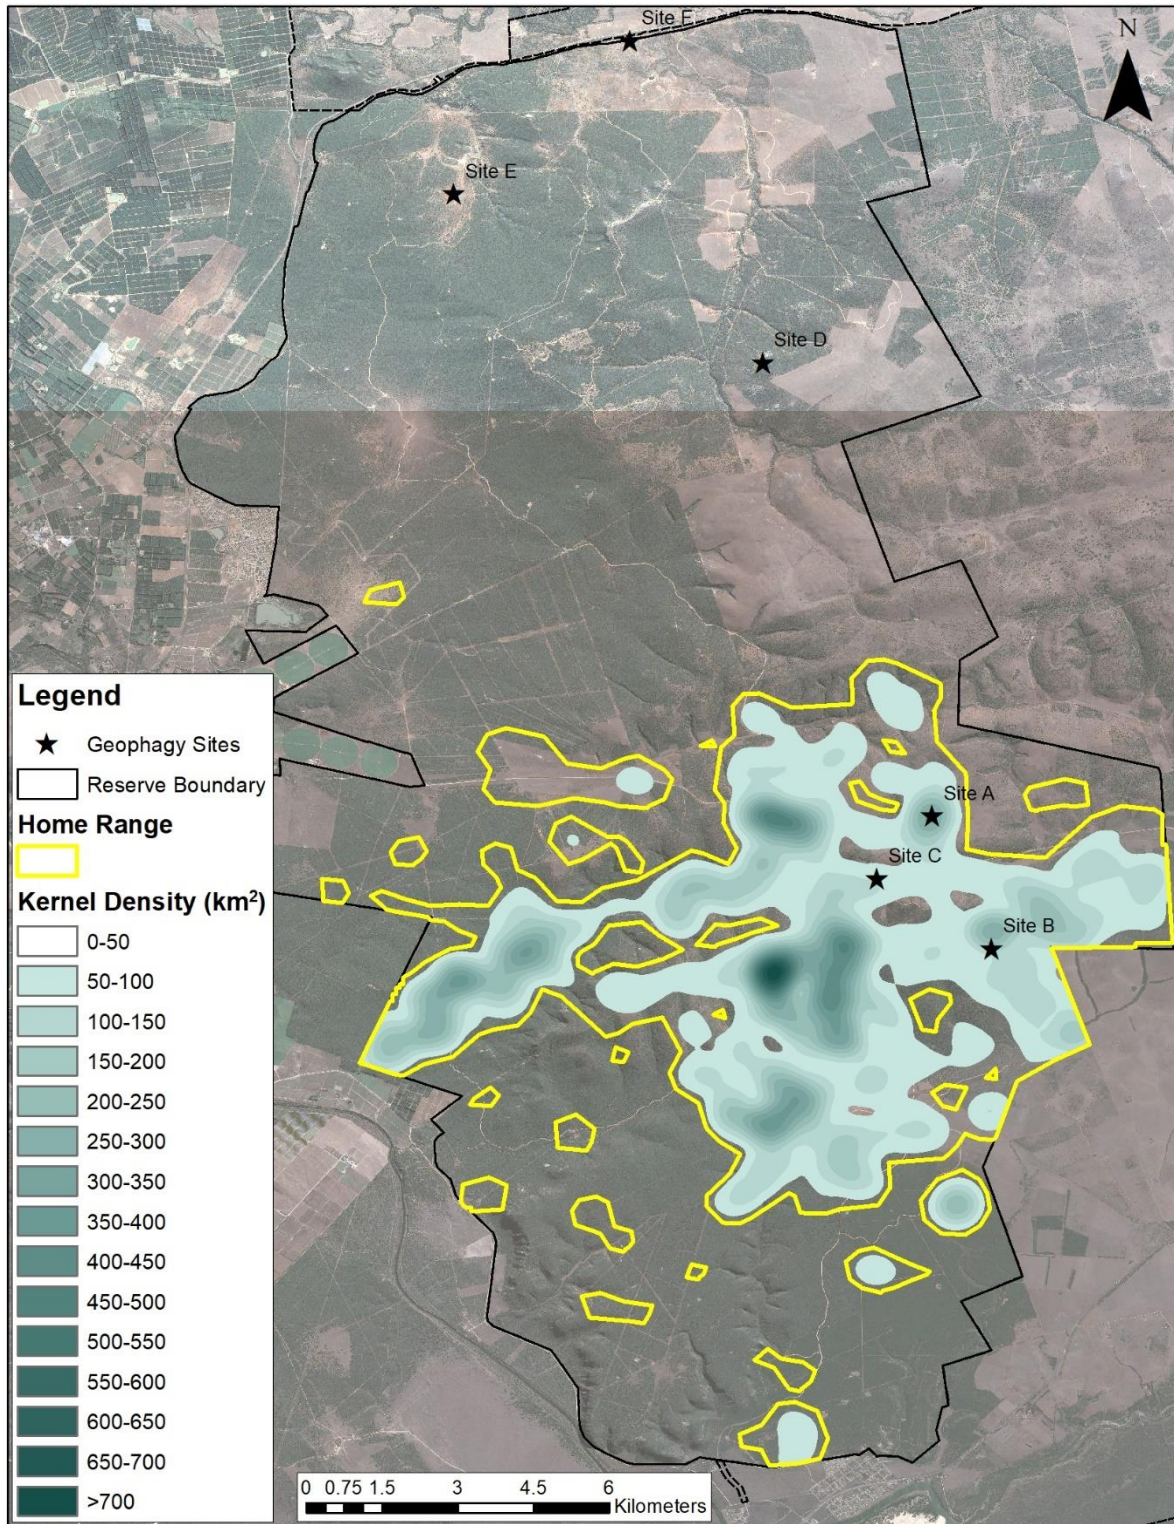 Site F
N
Site E
Site D
Legend
Geophagy Sites
Reserve Boundary
Home Range
Kernel Density (km²)
0-50
50-100
100-150
150-200
200-250
250-300
300-350
350-400
400-450
450-500
500-550
550-600
600-650
650-700
>700
Site A
Site C
Site B
0 0.75 1.5 3 4.5 6
Kilometers